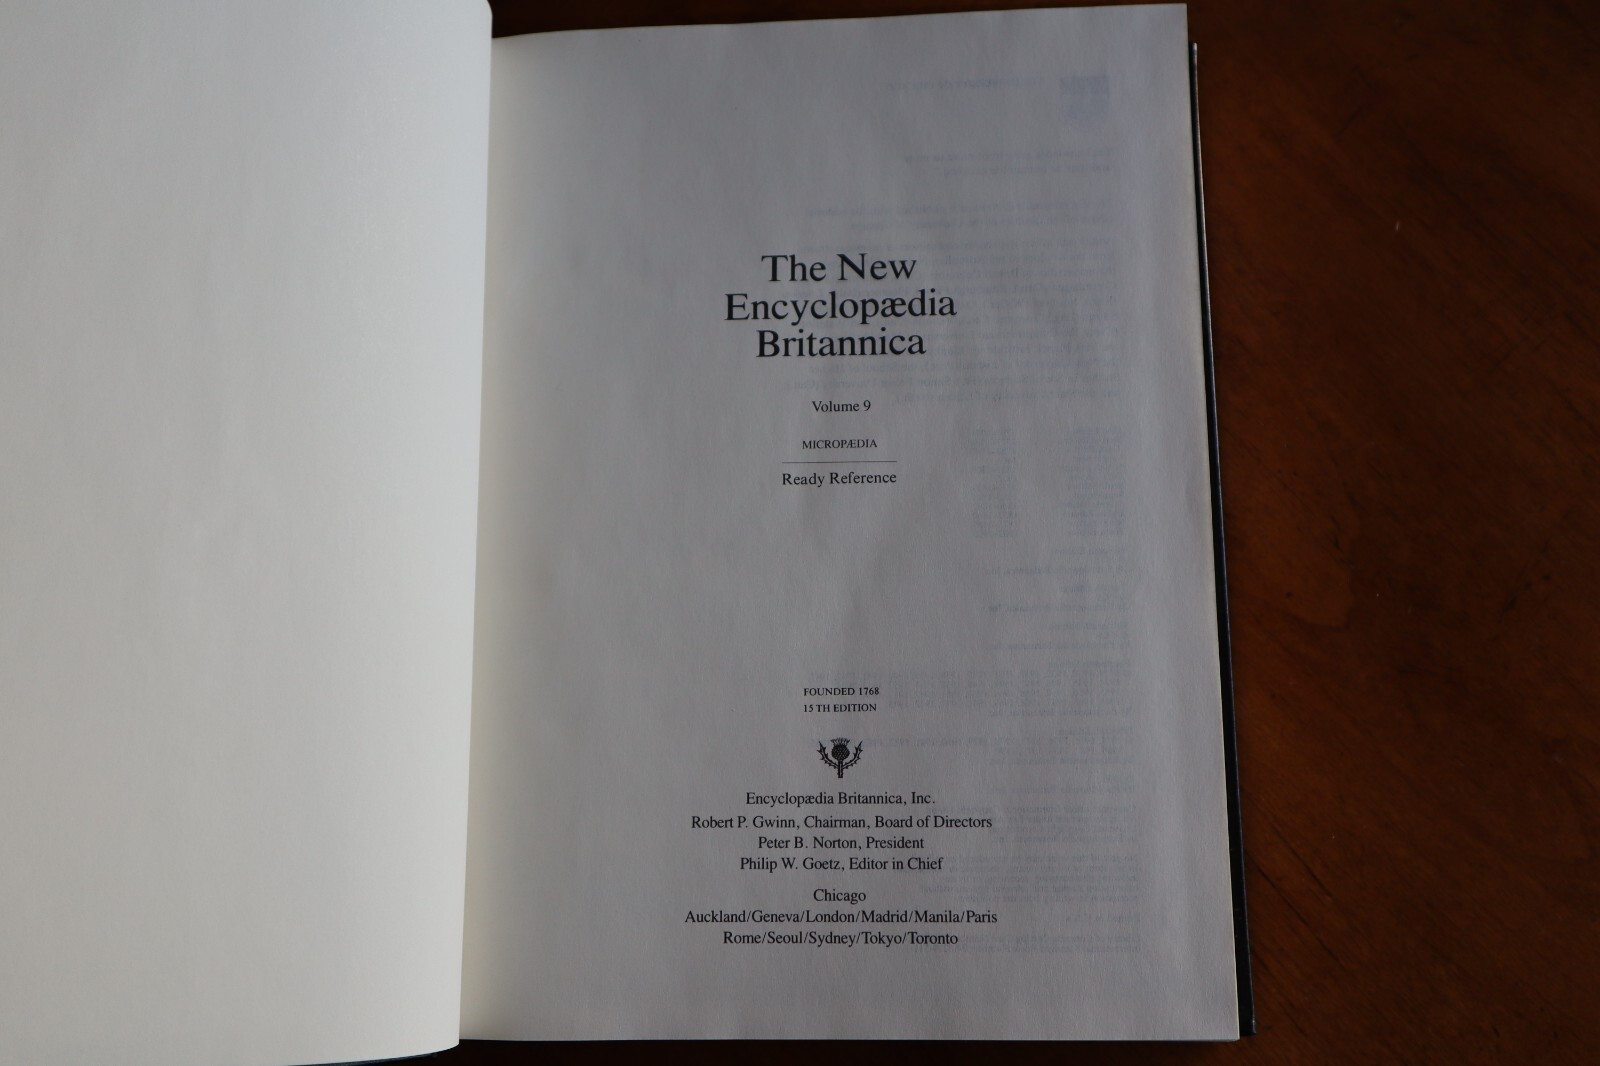 The New
Encyclopædia
Britannica
Volume 9
MICROPÆDIA
Ready Reference
FOUNDED 1768
15 TH EDITION
Encyclopædia Britannica, Inc.
Robert P. Gwinn, Chairman, Board of Directors
Peter B. Norton, President
Philip W. Goetz, Editor in Chief
Chicago
Auckland/Geneva/London/Madrid/Manila/Paris
Rome/Seoul/Sydney/Tokyo/Toronto